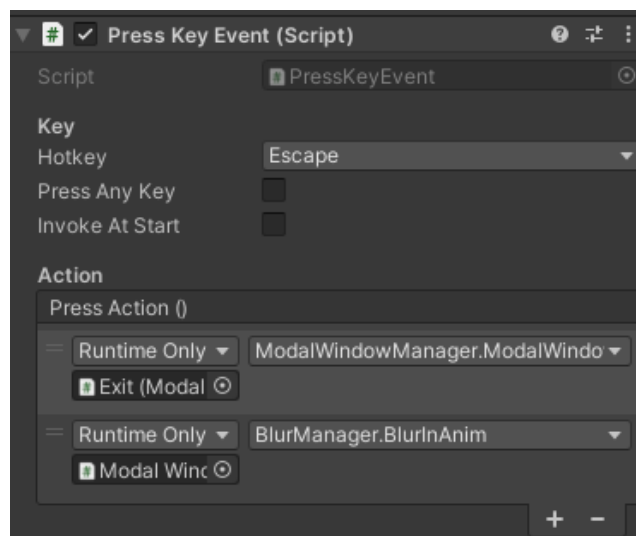 # Press Key Event (Script)
Script # PressKeyEvent
Key
Hotkey Escape
Press Any Key
Invoke At Start
Action
Press Action ()
Runtime Only ModalWindowManager.ModalWindo
# Exit (Modal
Runtime Only BlurManager.BlurInAnim
# Modal Winc
+ −